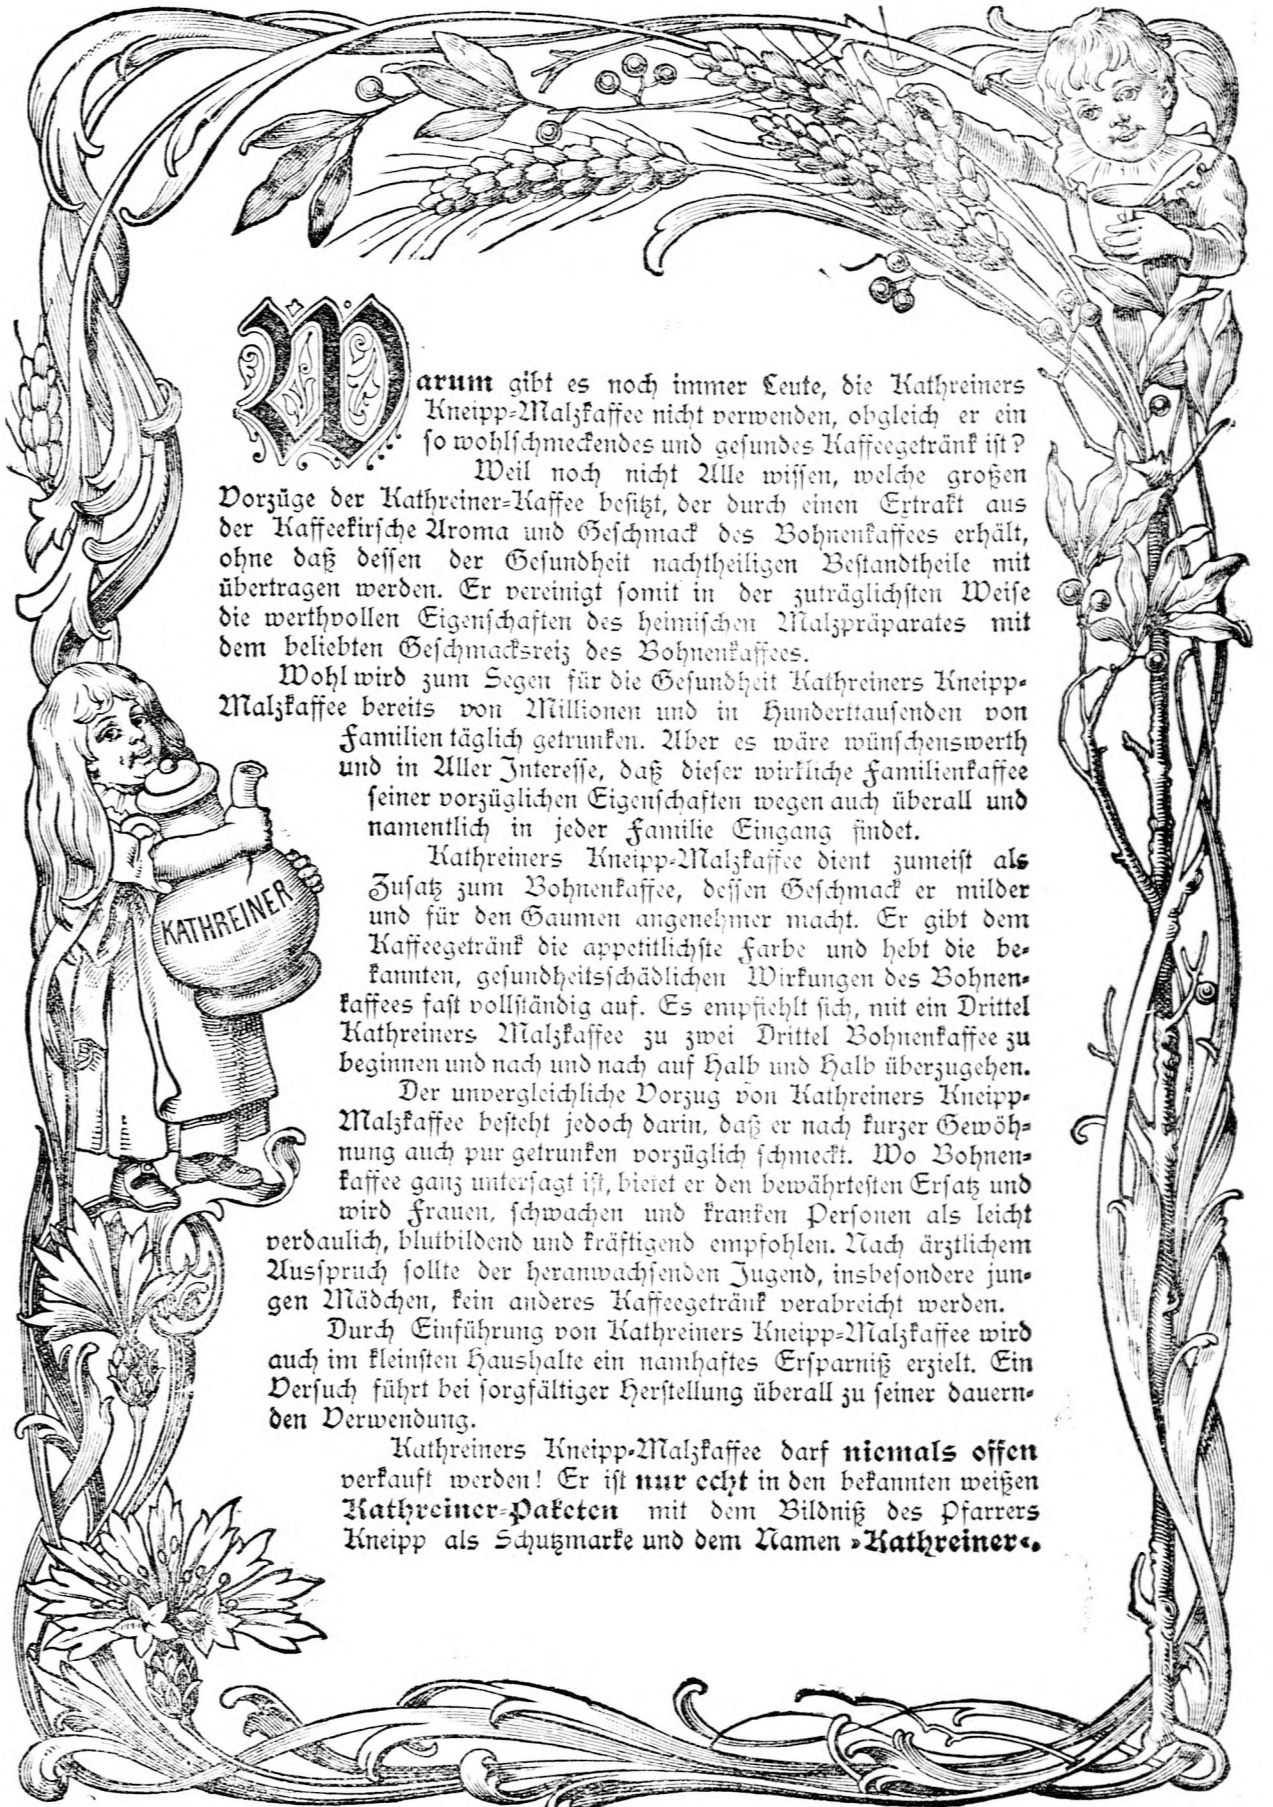 Warum gibt es noch immer Leute, die Kathreiners
Kneipp-Malzkaffee nicht verwenden, obgleich er ein
so wohlschmeckendes und gesundes Kaffeegetränk ist?
Weil noch nicht Alle wissen, welche großen
Vorzüge der Kathreiner-Kaffee besitzt, der durch einen Extrakt aus
der Kaffeekirsche Aroma und Geschmack des Bohnenkaffees erhält,
ohne daß dessen der Gesundheit nachtheiligen Bestandtheile mit
übertragen werden. Er vereinigt somit in der zuträglichsten Weise
die werthvollen Eigenschaften des heimischen Malzpräparates mit
dem beliebten Geschmacksreiz des Bohnenkaffees.
Wohl wird zum Segen für die Gesundheit Kathreiners Kneipp-
Malzkaffee bereits von Millionen und in Hunderttausenden von
Familien täglich getrunken. Aber es wäre wünschenswerth
und in Aller Interesse, daß dieser wirkliche Familienkaffee
seiner vorzüglichen Eigenschaften wegen auch überall und
namentlich in jeder Familie Eingang findet.
Kathreiners Kneipp-Malzkaffee dient zumeist als
Zusatz zum Bohnenkaffee, dessen Geschmack er milder
und für den Gaumen angenehmer macht. Er gibt dem
Kaffeegetränk die appetitlichste Farbe und hebt die be-
kannten, gesundheitsschädlichen Wirkungen des Bohnen-
kaffees fast vollständig auf. Es empfiehlt sich, mit ein Drittel
Kathreiners Malzkaffee zu zwei Drittel Bohnenkaffee zu
beginnen und nach und nach auf Halb und Halb überzugehen.
Der unvergleichliche Vorzug von Kathreiners Kneipp-
Malzkaffee besteht jedoch darin, daß er nach kurzer Gewöh-
nung auch pur getrunken vorzüglich schmeckt. Wo Bohnen-
kaffee ganz untersagt ist, bietet er den bewährtesten Ersatz und
wird Frauen, schwachen und kranken Personen als leicht
verdaulich, blutbildend und kräftigend empfohlen. Nach ärztlichem
Ausspruch sollte der heranwachsenden Jugend, insbesondere jun-
gen Mädchen, kein anderes Kaffeegetränk verabreicht werden.
Durch Einführung von Kathreiners Kneipp-Malzkaffee wird
auch im kleinsten Haushalte ein namhaftes Ersparniß erzielt. Ein
Versuch führt bei sorgfältiger Herstellung überall zu seiner dauern-
den Verwendung.
Kathreiners Kneipp-Malzkaffee darf niemals offen
verkauft werden! Er ist nur echt in den bekannten weißen
Kathreiner-Paketen mit dem Bildniß des Pfarrers
Kneipp als Schutzmarke und dem Namen »Kathreiner«.
KATHREINER